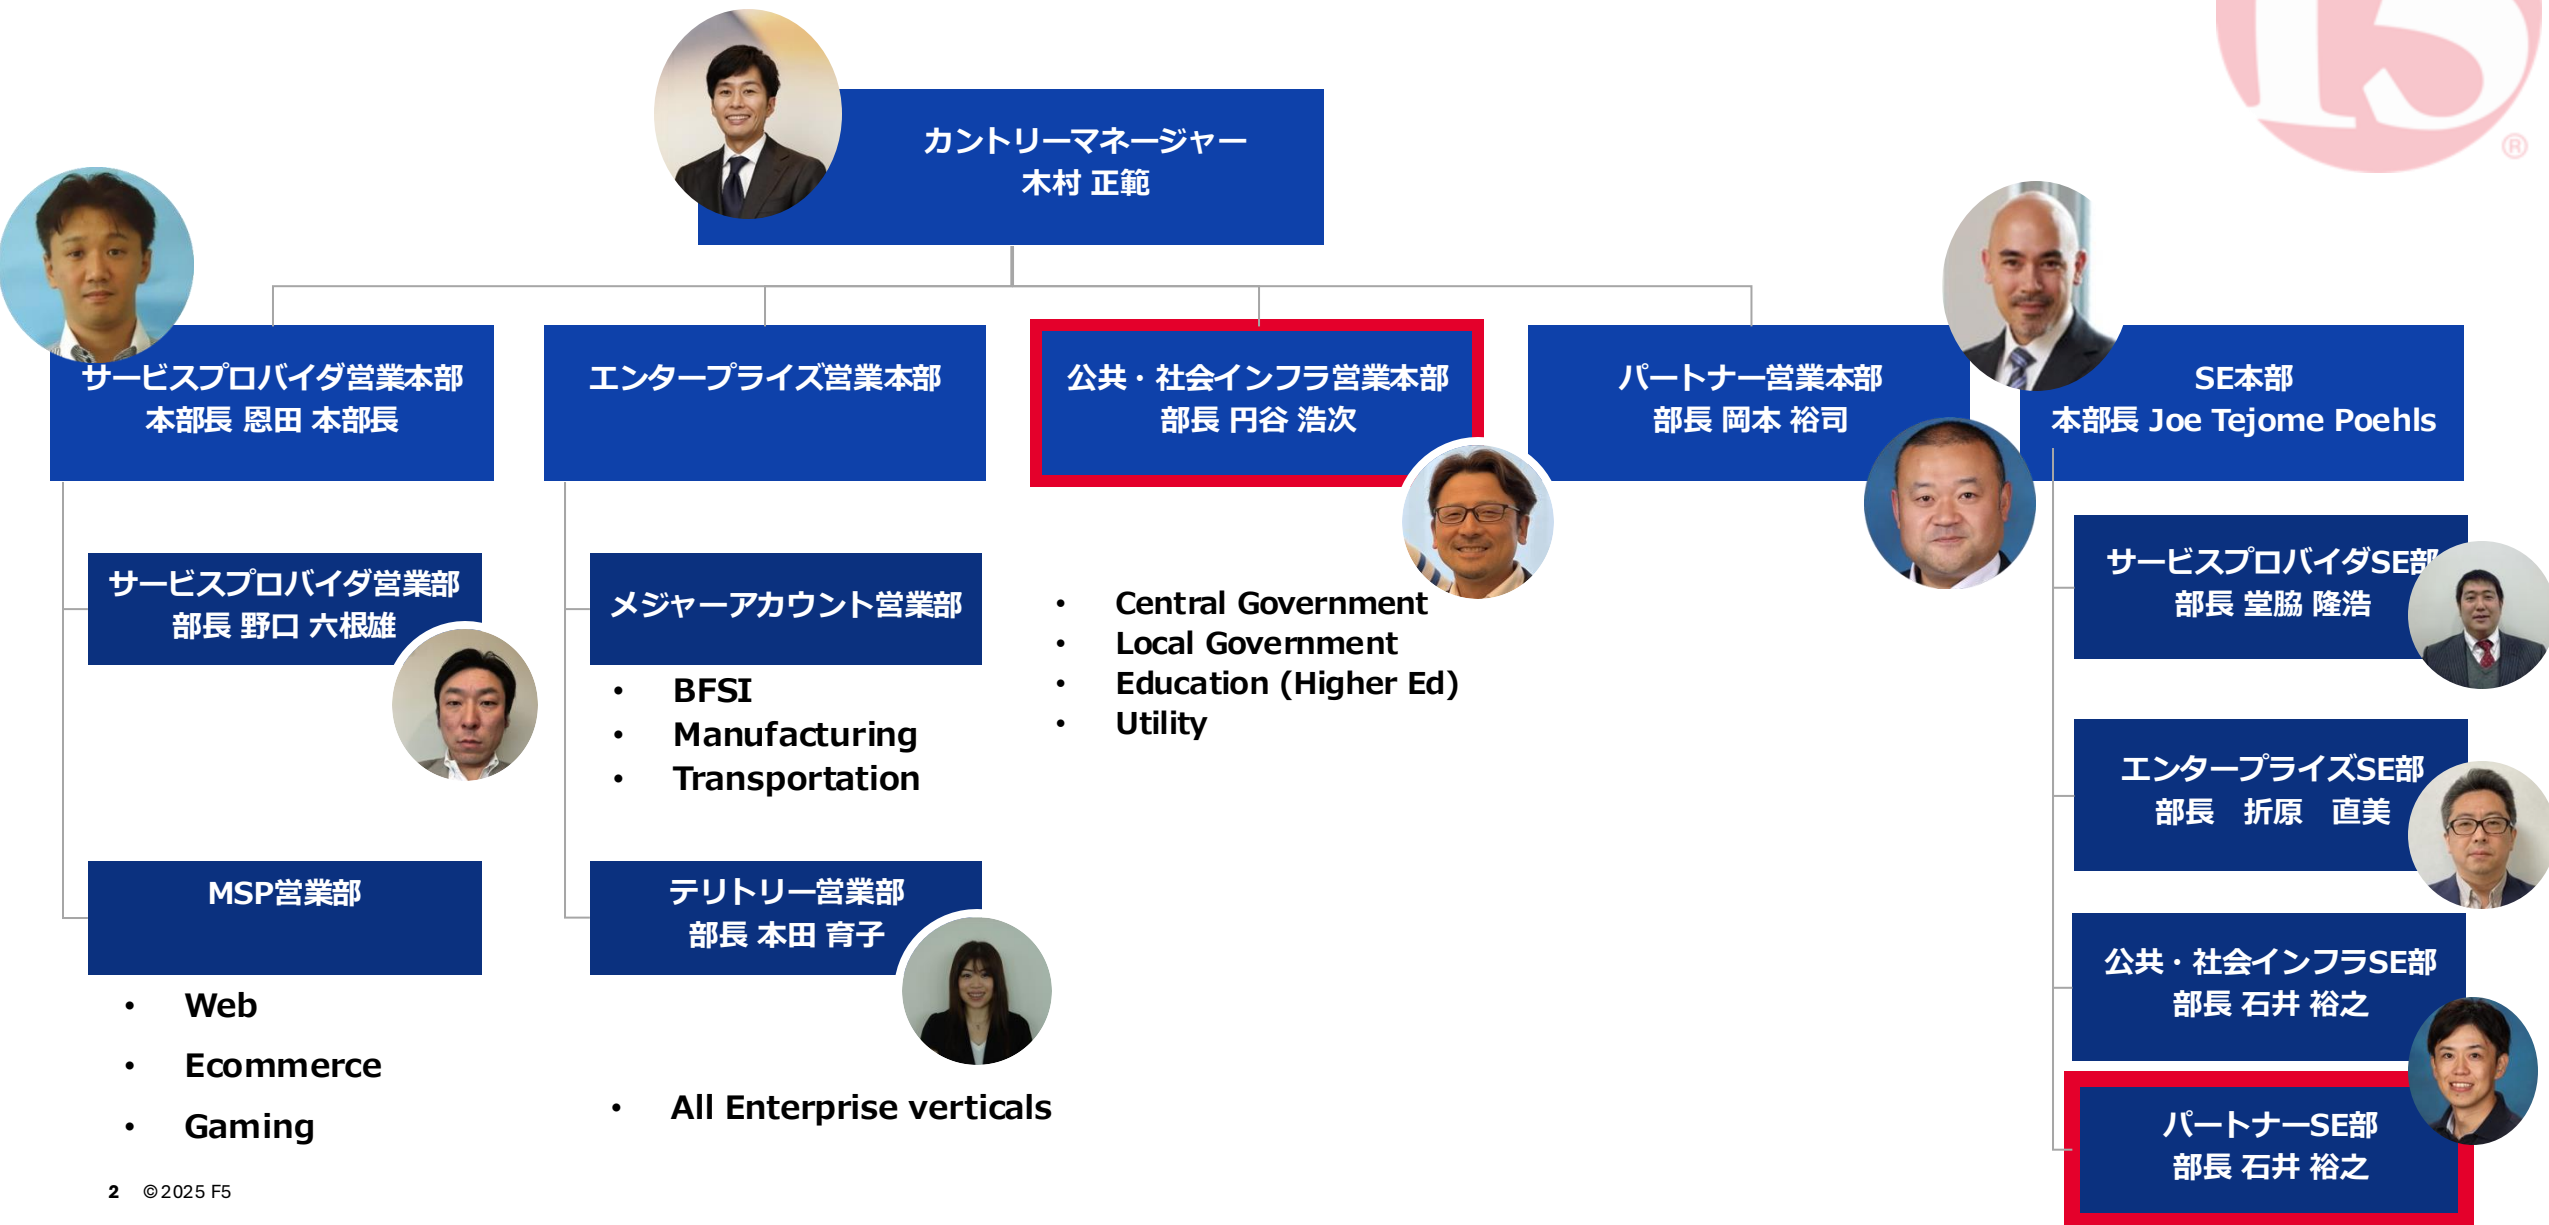 カントリーマネージャー
木村 正範
サービスプロバイダ営業本部
本部長 恩田 本部長
エンタープライズ営業本部
公共・社会インフラ営業本部
部長 円谷 浩次
パートナー営業本部
部長 岡本 裕司
SE本部
本部長 Joe Tejome Poehls
サービスプロバイダ営業部
部長 野口 六根雄
MSP営業部
• Web
• Ecommerce
• Gaming
メジャーアカウント営業部
• BFSI
• Manufacturing
• Transportation
テリトリー営業部
部長 本田 育子
• All Enterprise verticals
• Central Government
• Local Government
• Education (Higher Ed)
• Utility
サービスプロバイダSE部
部長 堂脇 隆浩
エンタープライズSE部
部長　折原　直美
公共・社会インフラSE部
部長 石井 裕之
パートナーSE部
部長 石井 裕之
2 ©2025 F5
f5
®